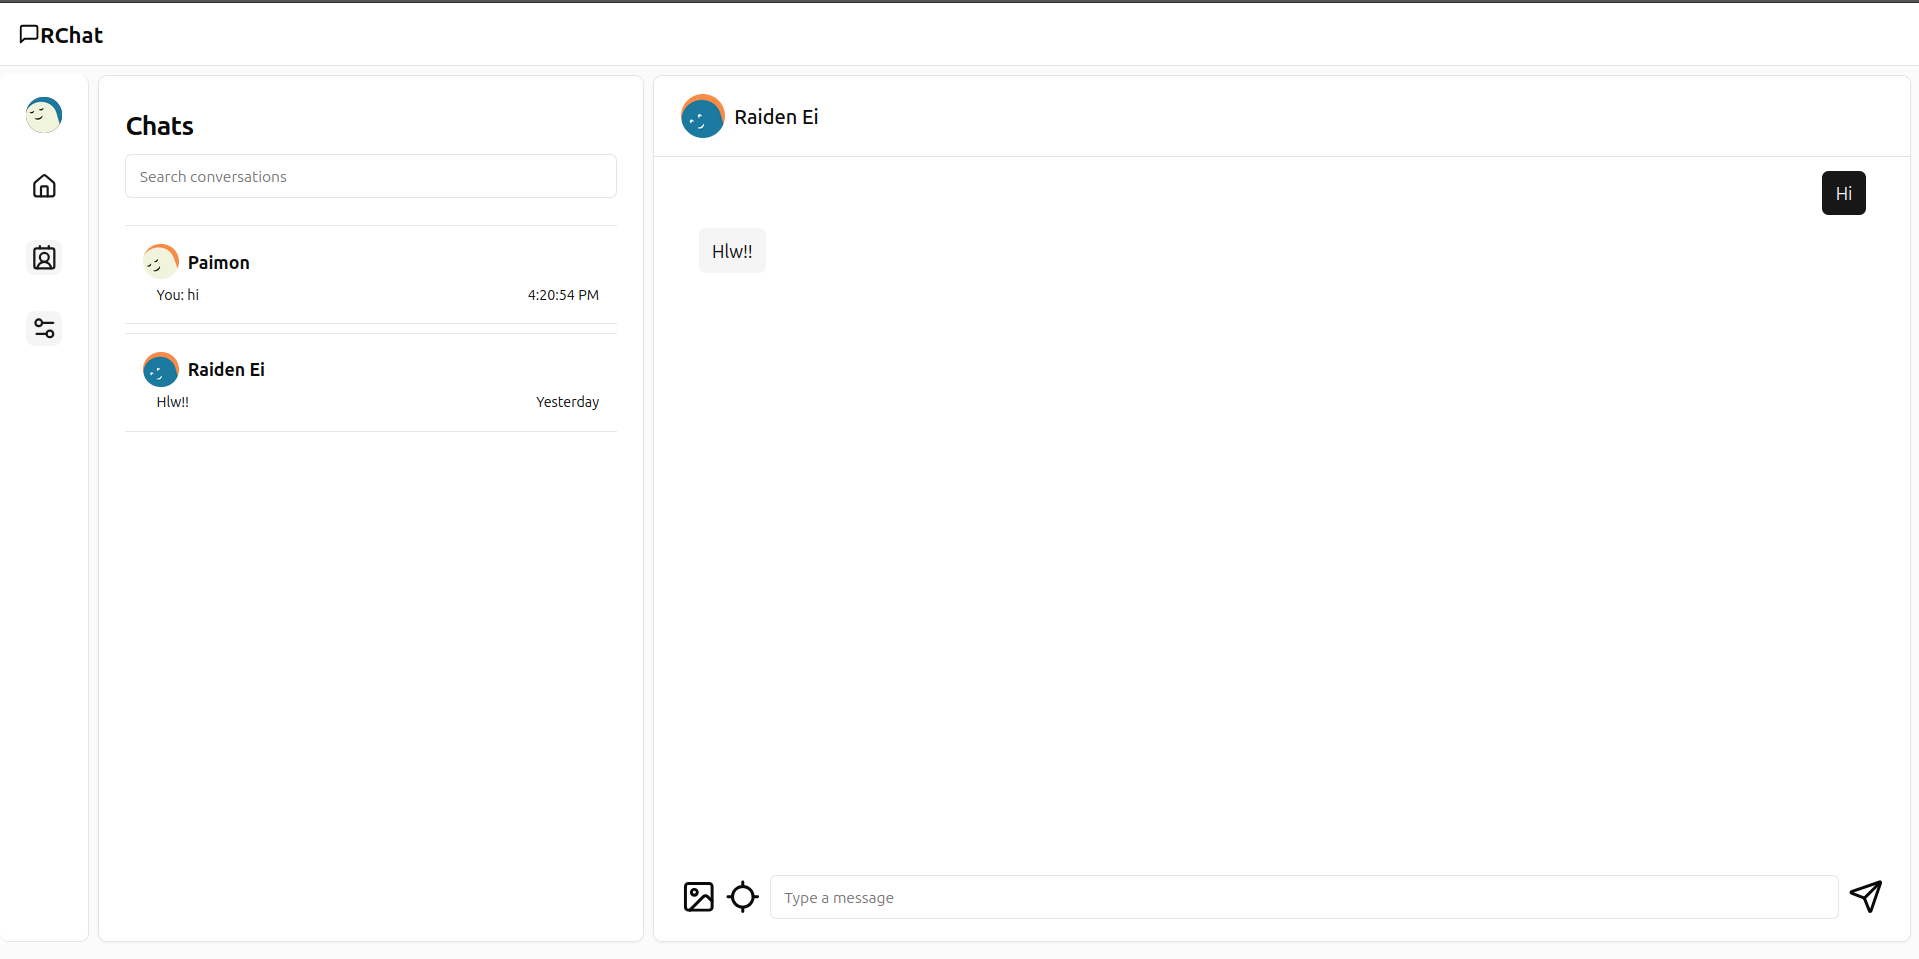 RChat
Chats
Search conversations
Paimon
You: hi 4:20:54 PM
Raiden Ei
Hlw!! Yesterday
Raiden Ei
Hi
Hlw!!
Type a message